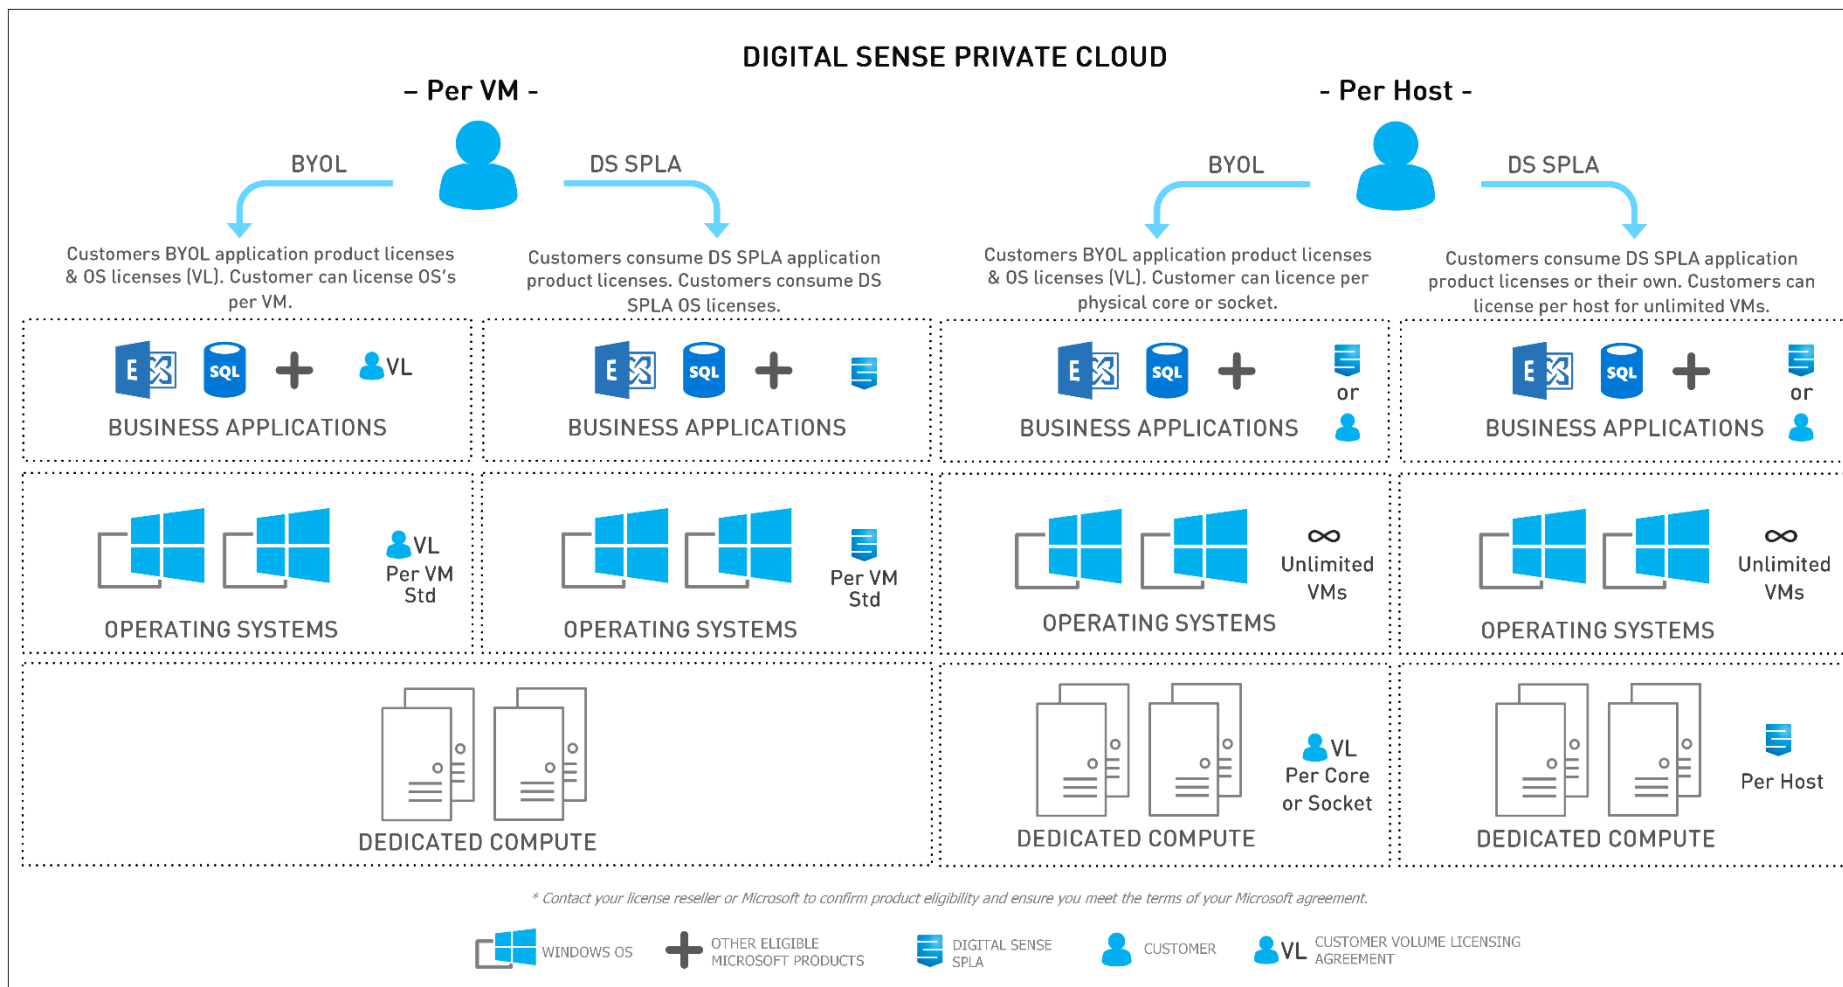 DIGITAL SENSE PRIVATE CLOUD
– Per VM -
BYOL
DS SPLA
Customers BYOL application product licenses
& OS licenses (VL). Customer can license OS's
per VM.
Customers consume DS SPLA application
product licenses. Customers consume DS
SPLA OS licenses.
- Per Host -
BYOL
DS SPLA
Customers BYOL application product licenses
& OS licenses (VL). Customer can licence per
physical core or socket.
Customers consume DS SPLA application
product licenses or their own. Customers can
license per host for unlimited VMs.
E
SQL
VL
BUSINESS APPLICATIONS
E
SQL
BUSINESS APPLICATIONS
E
SQL
or
BUSINESS APPLICATIONS
E
SQL
or
BUSINESS APPLICATIONS
VL
Per VM
Std
OPERATING SYSTEMS
Per VM
Std
OPERATING SYSTEMS
∞
Unlimited
VMs
OPERATING SYSTEMS
∞
Unlimited
VMs
OPERATING SYSTEMS
DEDICATED COMPUTE
VL
Per Core
or Socket
DEDICATED COMPUTE
Per Host
DEDICATED COMPUTE
* Contact your license reseller or Microsoft to confirm product eligibility and ensure you meet the terms of your Microsoft agreement.
WINDOWS OS
OTHER ELIGIBLE
MICROSOFT PRODUCTS
DIGITAL SENSE
SPLA
CUSTOMER
VL
CUSTOMER VOLUME LICENSING
AGREEMENT